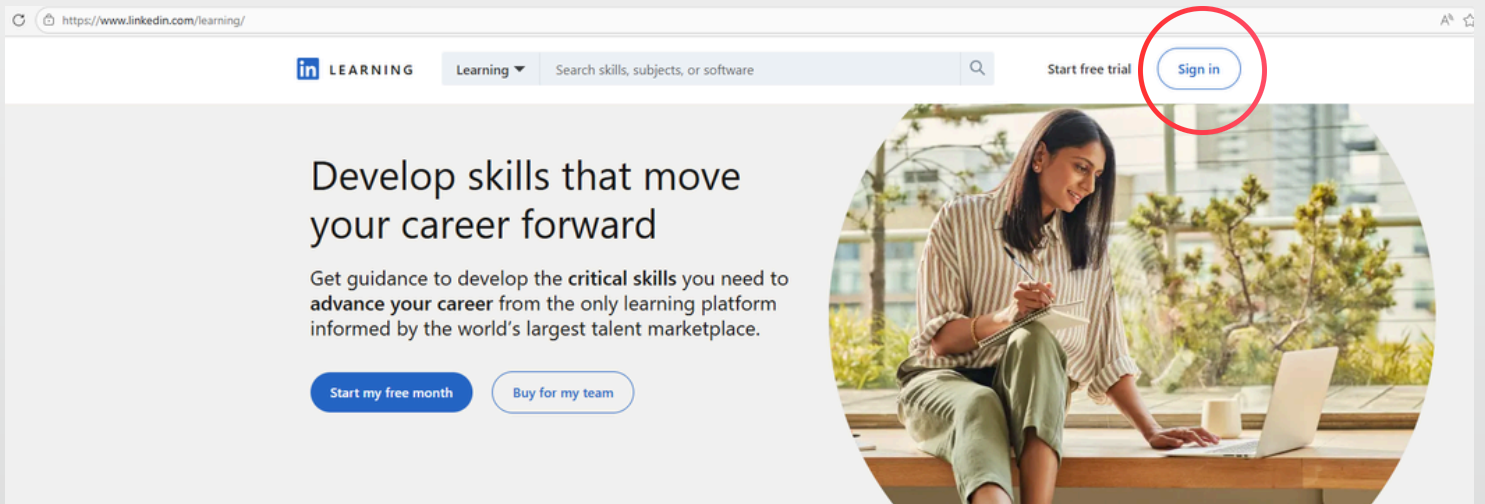 https://www.linkedin.com/learning/
in LEARNING
Learning
Search skills, subjects, or software
Start free trial
Sign in
Develop skills that move
your career forward
Get guidance to develop the critical skills you need to
advance your career from the only learning platform
informed by the world's largest talent marketplace.
Start my free month
Buy for my team